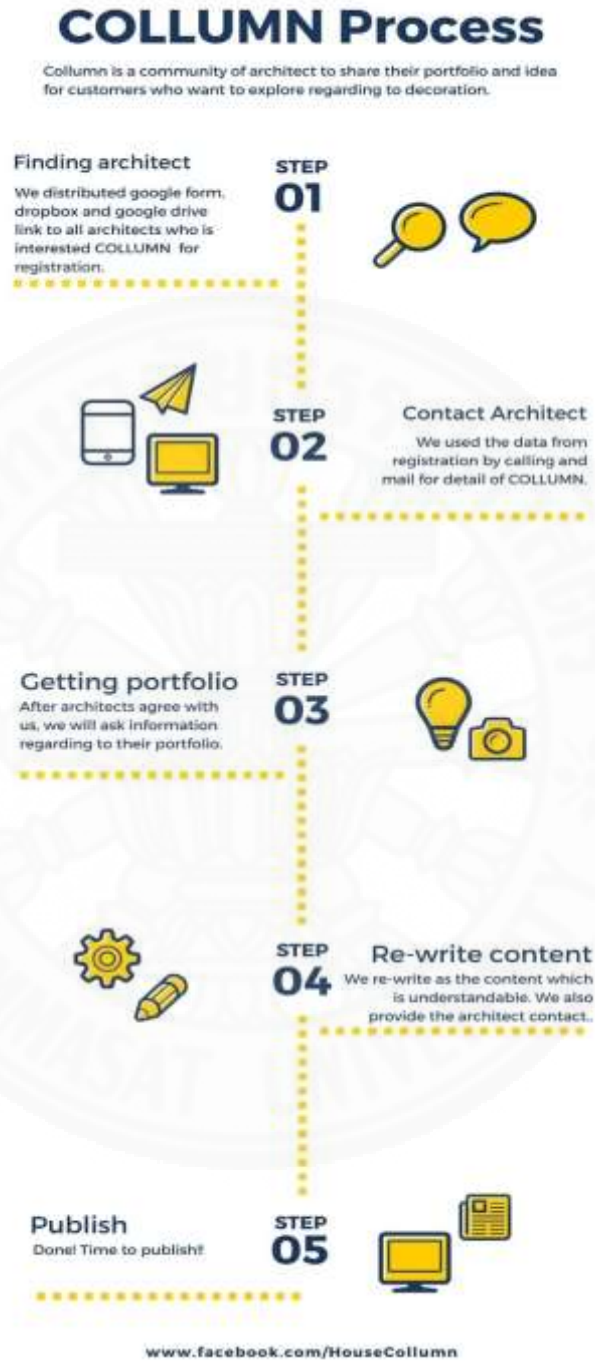 COLLUMN Process
Collumn is a community of architect to share their portfolio and idea
for customers who want to explore regarding to decoration.
Finding architect
We distributed google form,
dropbox and google drive
link to all architects who is
interested COLLUMN for
registration.
STEP
01
STEP
02
Contact Architect
We used the data from
registration by calling and
mail for detail of COLLUMN.
Getting portfolio
After architects agree with
us, we will ask information
regarding to their portfolio.
STEP
03
STEP
04
Re-write content
We re-write as the content which
is understandable. We also
provide the architect contact..
Publish
Done! Time to publish!!
STEP
05
www.facebook.com/HouseCollumn